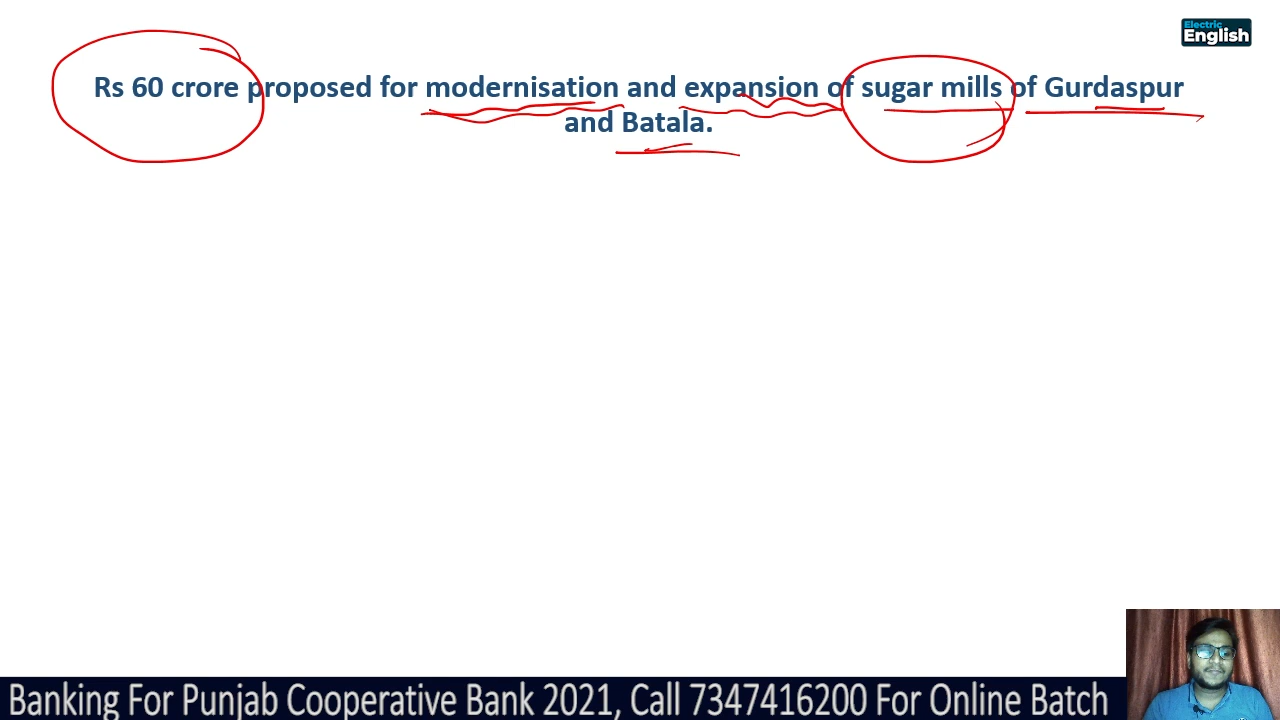 Electric
English
Rs 60 crore proposed for modernisation and expansion of sugar mills of Gurdaspur
and Batala.
Banking For Punjab Cooperative Bank 2021, Call 7347416200 For Online Batch